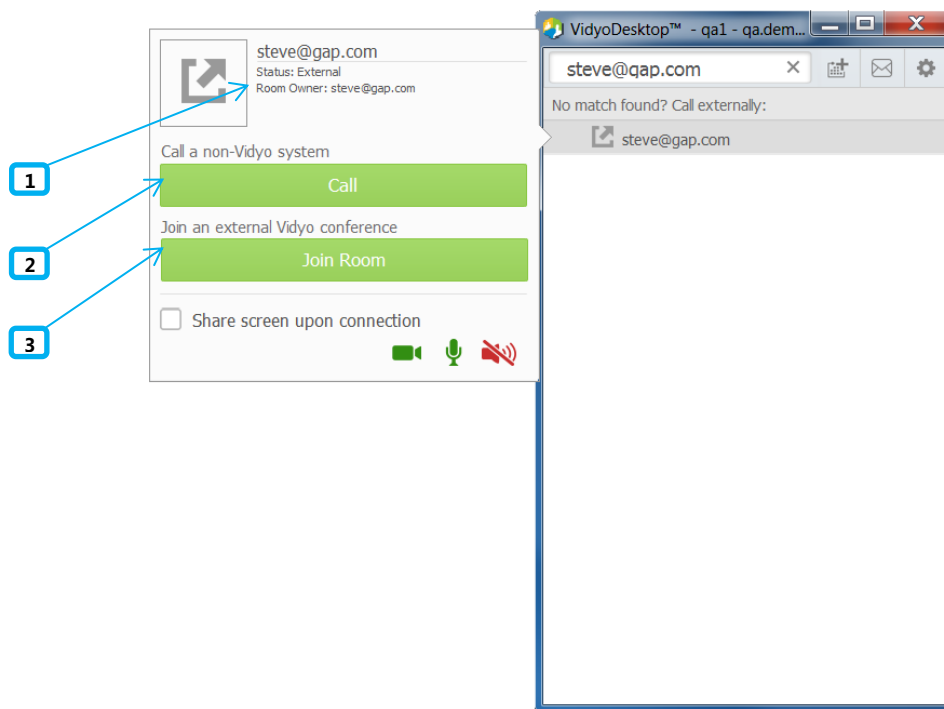 steve@gap.com
Status: External
Room Owner: steve@gap.com
Call a non-Vidyo system
Call
Join an external Vidyo conference
Join Room
Share screen upon connection
1
2
3
VidyoDesktop™ - qa1 - qa.dem...
steve@gap.com
No match found? Call externally:
steve@gap.com